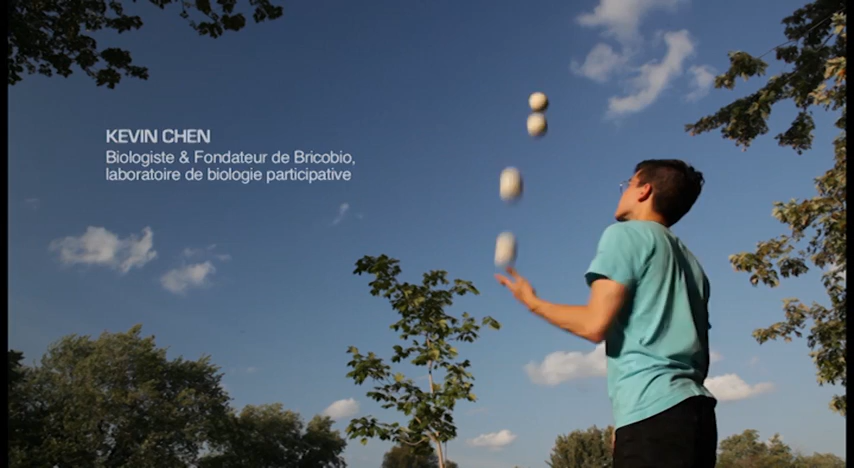 KEVIN CHEN
Biologiste & Fondateur de Bricobio,
laboratoire de biologie participative